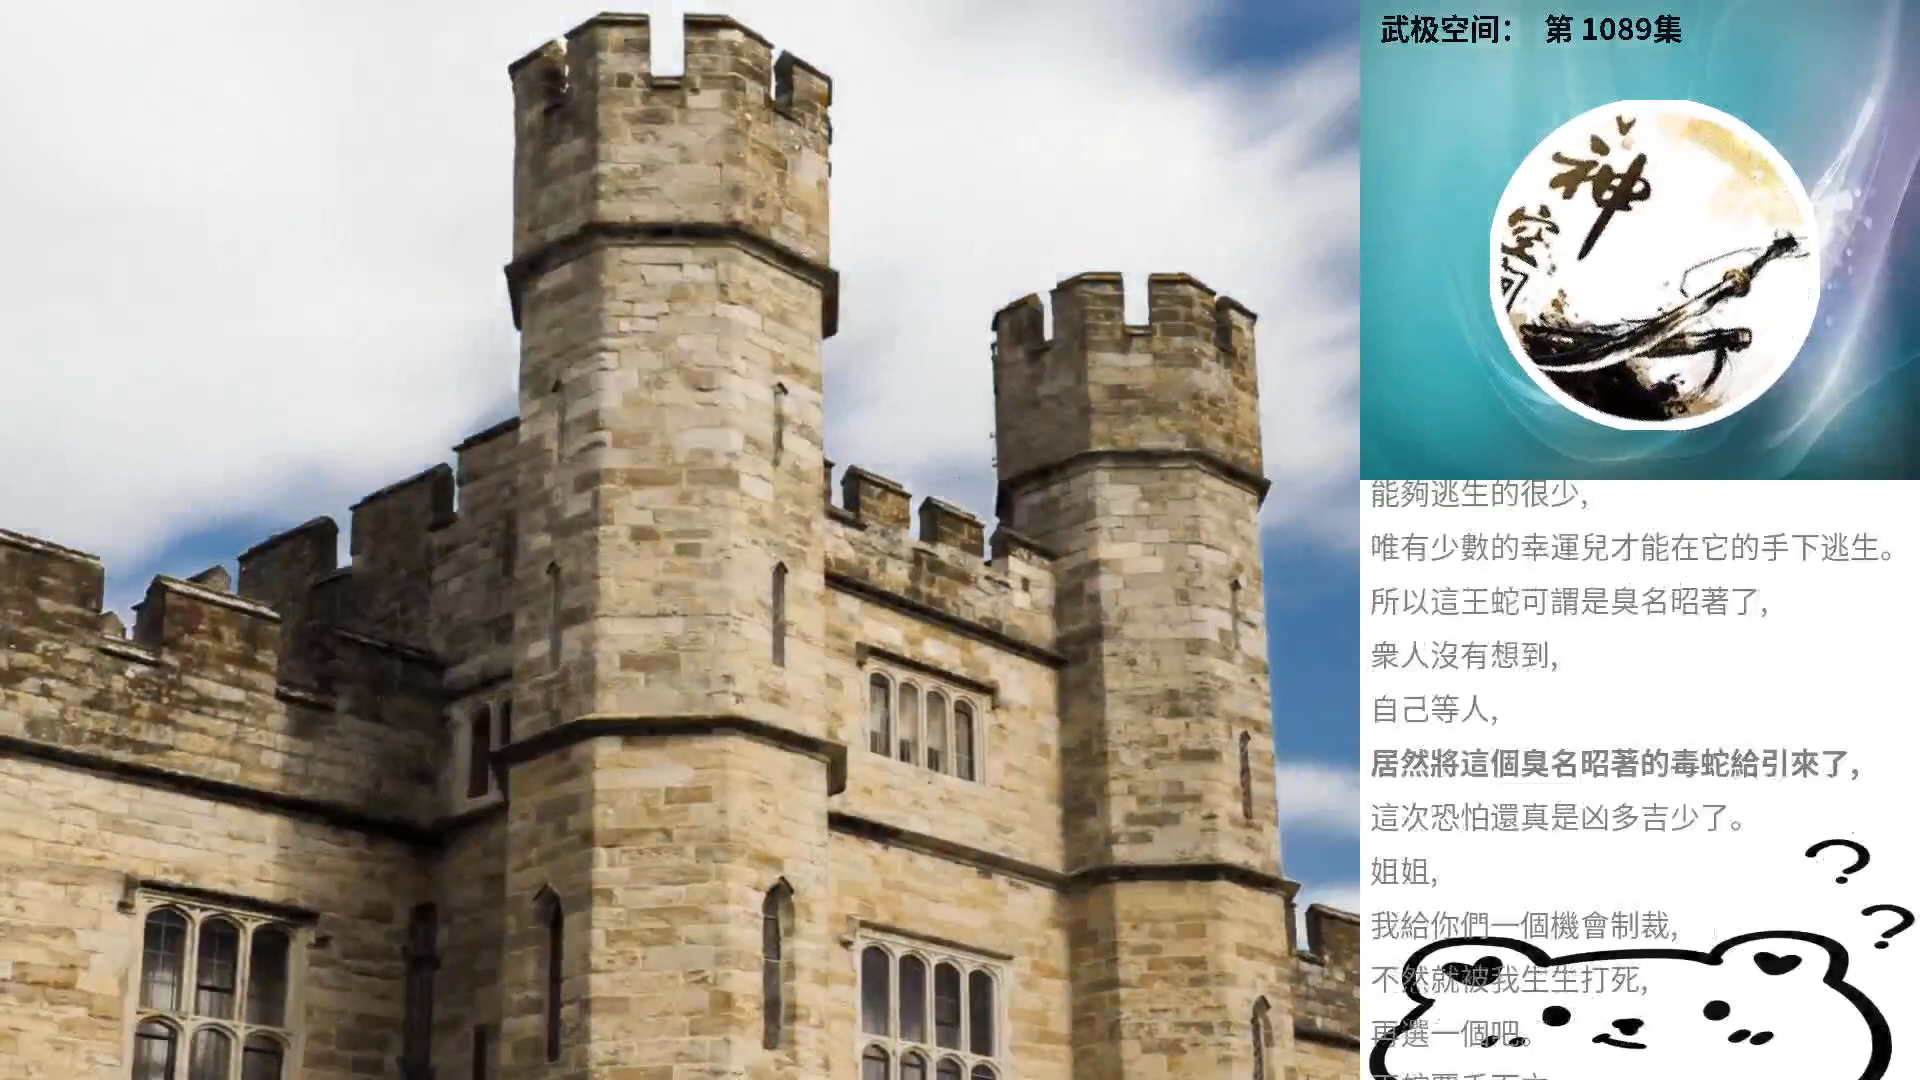 武极空间： 第 1089集
神
空间
能夠逃生的很少,
唯有少數的幸運兒才能在它的手下逃生。
所以這王蛇可謂是臭名昭著了,
衆人沒有想到,
自己等人,
居然將這個臭名昭著的毒蛇給引來了,
這次恐怕還真是凶多吉少了。
姐姐,
我給你們一個機會制裁,
不然就被我生生打死,
再選一個吧。